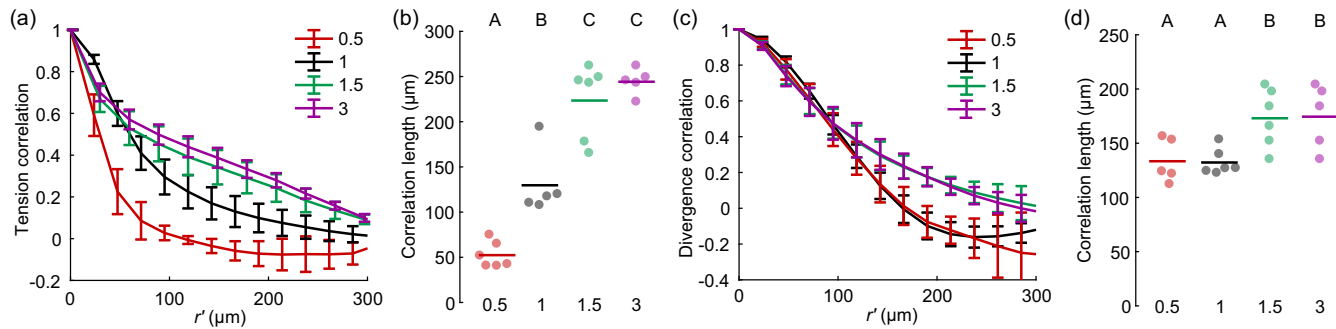 (a)
Tension correlation
1
0.8
0.6
0.4
0.2
0
-0.2
0 100 200 300
r′ (µm)
0.5
1
1.5
3
(b)
A B C C
Correlation length (µm)
300
250
200
150
100
50
0
0.5 1 1.5 3
(c)
Divergence correlation
1.0
0.8
0.6
0.4
0.2
0.0
-0.2
-0.4
0 100 200 300
r′ (µm)
0.5
1
1.5
3
(d)
A A B B
Correlation length (µm)
250
200
150
100
50
0
0.5 1 1.5 3